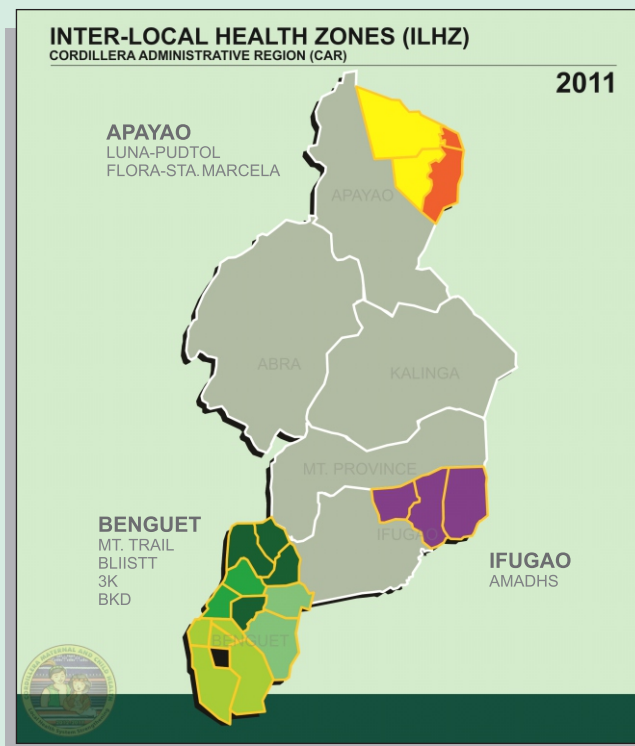 INTER-LOCAL HEALTH ZONES (ILHZ)
CORDILLERA ADMINISTRATIVE REGION (CAR)
2011
APAYAO
LUNA-PUDTOL
FLORA-STA.MARCELA
APAYAO
ABRA
KALINGA
MT. PROVINCE
IFUGAO
BENGUET
MT. TRAIL
BLIISTT
3K
BKD
IFUGAO
AMADHS
BENGUET